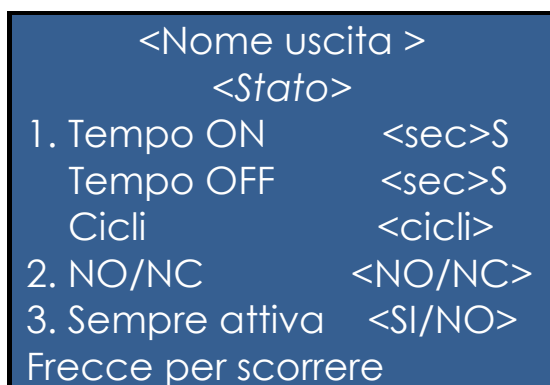 <Nome uscita >
<Stato>
1. Tempo ON <sec>S
Tempo OFF <sec>S
Cicli <cicli>
2. NO/NC <NO/NC>
3. Sempre attiva <SI/NO>
Frecce per scorrere